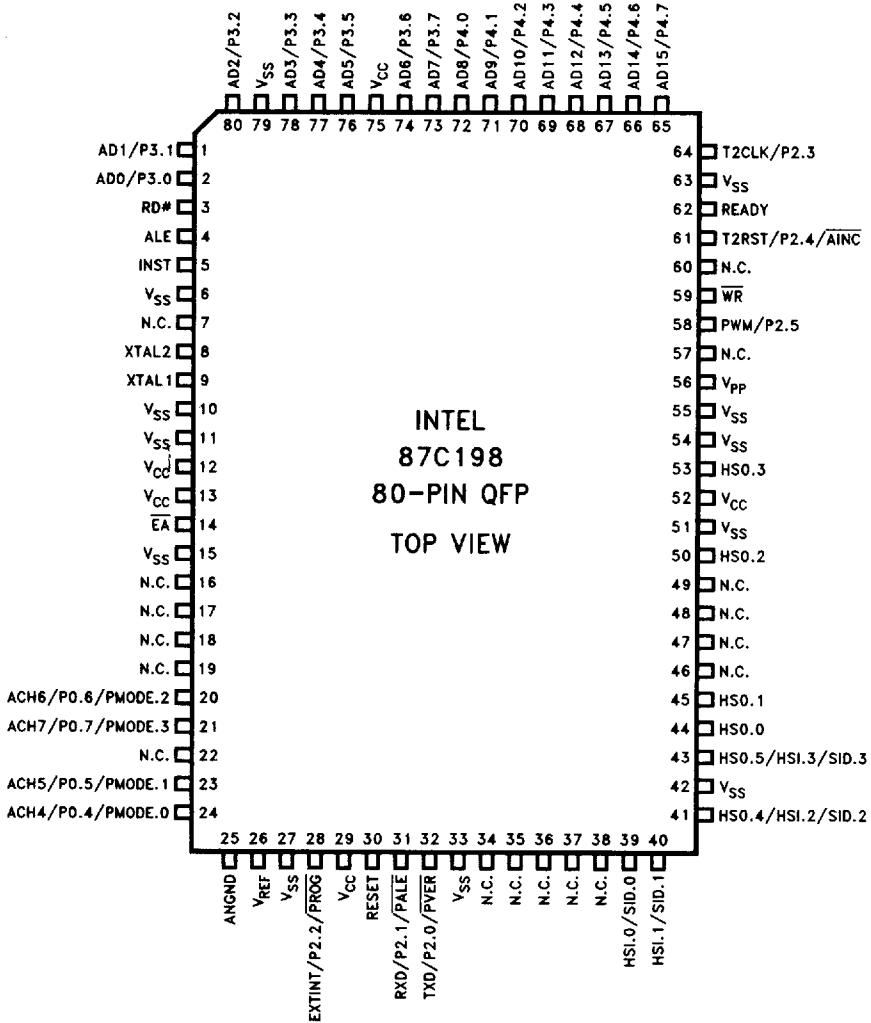 AD2/P3.2
VSS
AD3/P3.3
AD4/P3.4
AD5/P3.5
VCC
AD6/P3.6
AD7/P3.7
AD8/P4.0
AD9/P4.1
AD10/P4.2
AD11/P4.3
AD12/P4.4
AD13/P4.5
AD14/P4.6
AD15/P4.7
80 79 78 77 76 75 74 73 72 71 70 69 68 67 66 65
AD1/P3.1 1
AD0/P3.0 2
RD# 3
ALE 4
INST 5
VSS 6
N.C. 7
XTAL2 8
XTAL1 9
VSS 10
VSS 11
VCC 12
VCC 13
EA 14
VSS 15
N.C. 16
N.C. 17
N.C. 18
N.C. 19
ACH6/P0.6/PMODE.2 20
ACH7/P0.7/PMODE.3 21
N.C. 22
ACH5/P0.5/PMODE.1 23
ACH4/P0.4/PMODE.0 24
INTEL
87C198
80-PIN QFP
TOP VIEW
64 T2CLK/P2.3
63 VSS
62 READY
61 T2RST/P2.4/AINC
60 N.C.
59 WR
58 PWM/P2.5
57 N.C.
56 VPP
55 VSS
54 VSS
53 HS0.3
52 VCC
51 VSS
50 HS0.2
49 N.C.
48 N.C.
47 N.C.
46 N.C.
45 HS0.1
44 HS0.0
43 HS0.5/HSI.3/SID.3
42 VSS
41 HS0.4/HSI.2/SID.2
25 26 27 28 29 30 31 32 33 34 35 36 37 38 39 40
ANGND
VREF
VSS
EXTINT/P2.2/PROG
VCC
RESET
RXD/P2.1/PALE
TXD/P2.0/PVER
VSS
N.C.
N.C.
N.C.
N.C.
N.C.
HSI.0/SID.0
HSI.1/SID.1